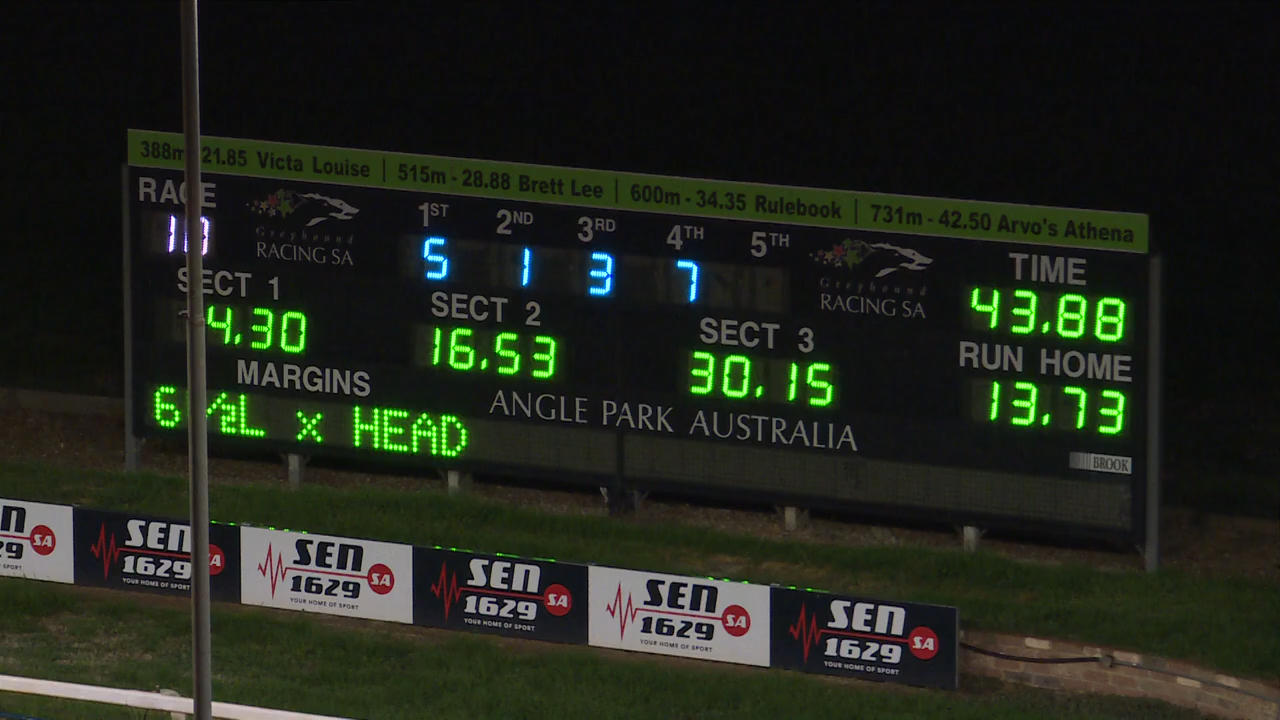 388m 21.85 Victa Louise | 515m - 28.88 Brett Lee | 600m - 34.35 Rulebook | 731m - 42.50 Arvo's Athena
RACE 1ST 2ND 3RD 4TH 5TH
5 1 3 7
Greyhound
RACING SA
Greyhound
RACING SA
TIME
43.88
SECT 1 SECT 2 SECT 3 RUN HOME
4.30 16.53 30.15 13.73
MARGINS
6 ½L x HEAD
ANGLE PARK AUSTRALIA
BROOK
SEN SA
1629
YOUR HOME OF SPORT
SEN SA
1629
YOUR HOME OF SPORT
SEN SA
1629
YOUR HOME OF SPORT
SEN SA
1629
YOUR HOME OF SPORT
SEN SA
1629
YOUR HOME OF SPORT